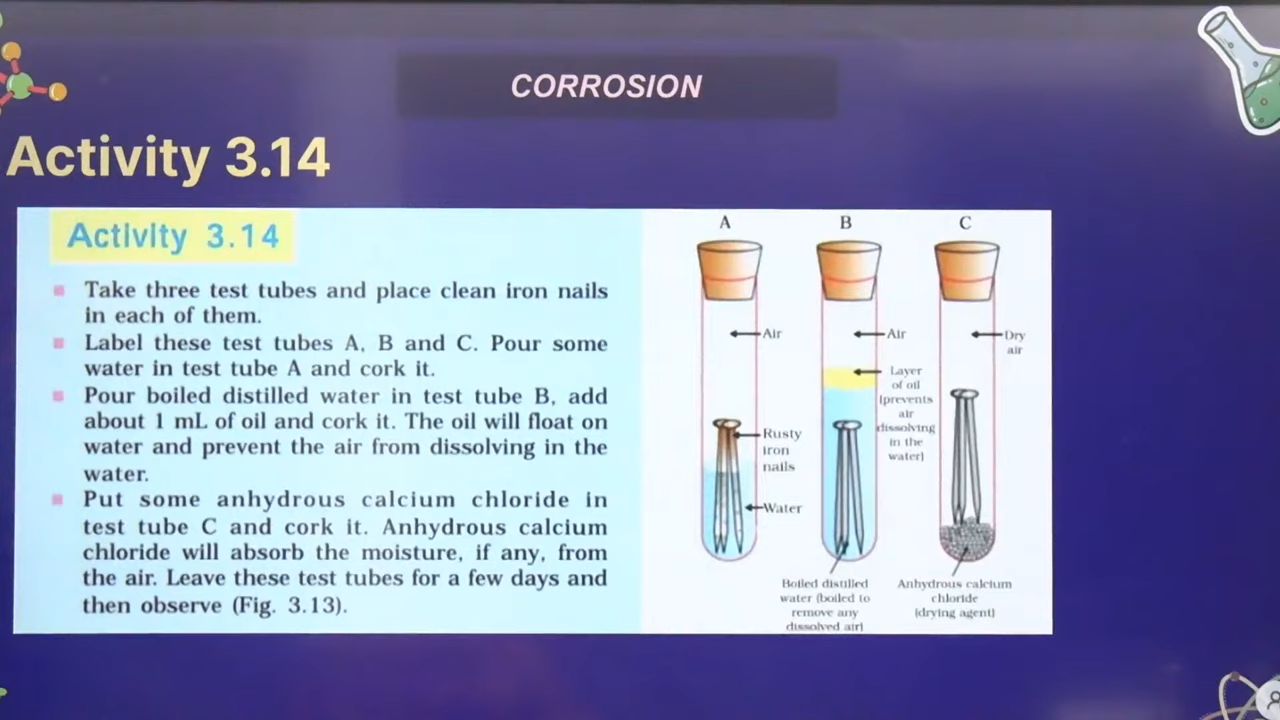 CORROSION
Activity 3.14
Activity 3.14
Take three test tubes and place clean iron nails
in each of them.
Label these test tubes A, B and C. Pour some
water in test tube A and cork it.
Pour boiled distilled water in test tube B, add
about 1 mL of oil and cork it. The oil will float on
water and prevent the air from dissolving in the
water.
Put some anhydrous calcium chloride in
test tube C and cork it. Anhydrous calcium
chloride will absorb the moisture, if any, from
the air. Leave these test tubes for a few days and
then observe (Fig. 3.13).
A
B
C
Air
Rusty
iron
nails
Water
Air
Layer
of oil
(prevents
air
dissolving
in the
water)
Boiled distilled
water (boiled to
remove any
dissolved air)
Dry
air
Anhydrous calcium
chloride
(drying agent)